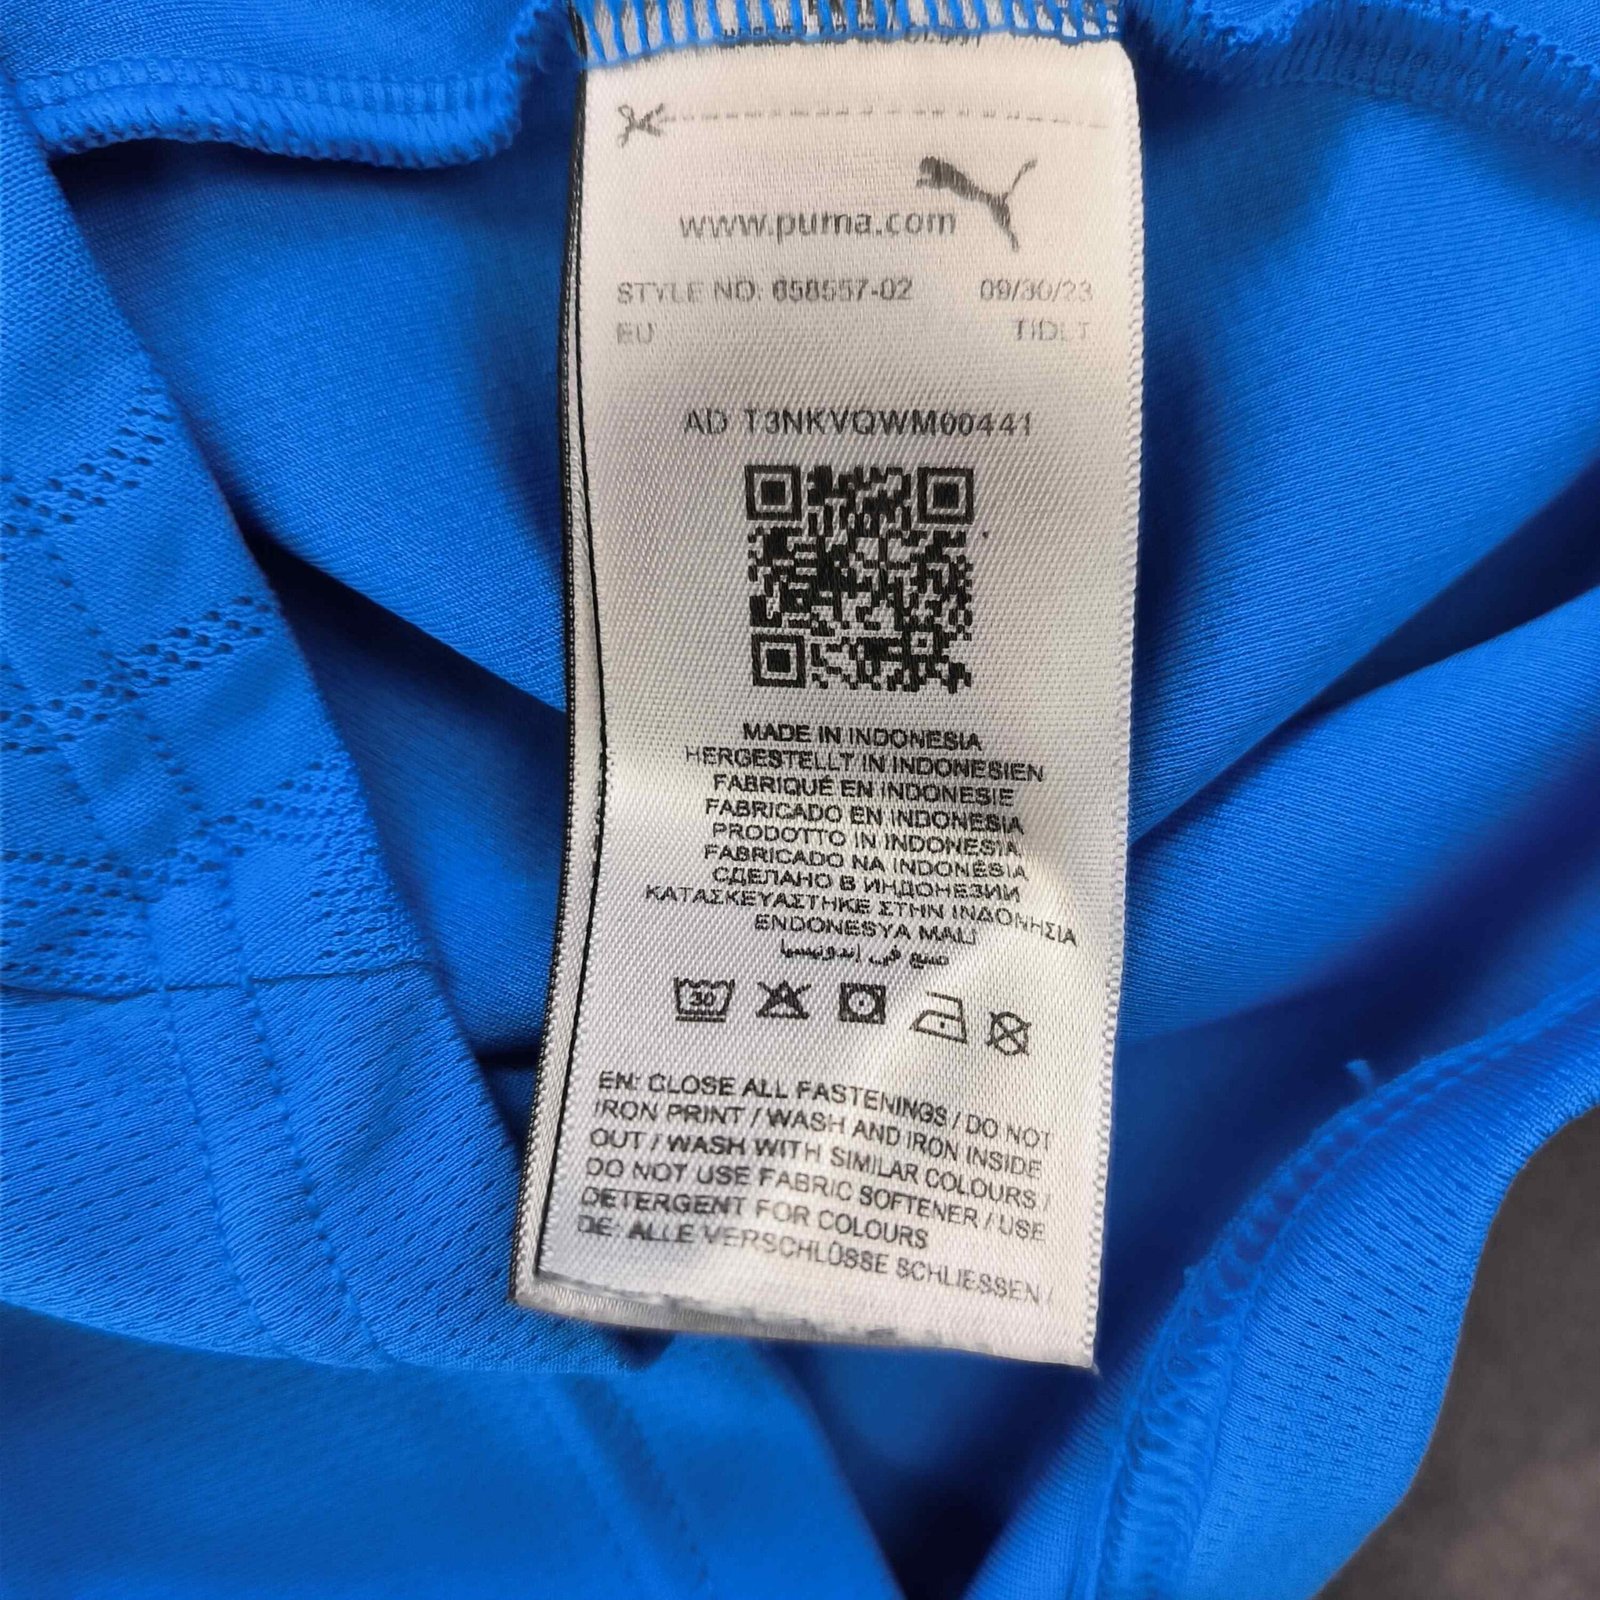 www.puma.com
STYLE NO: 658557-02 09/30/23
EU TIDLT
AD T3NKVQWM00441
MADE IN INDONESIA
HERGESTELLT IN INDONESIEN
FABRIQUÉ EN INDONESIE
FABRICADO EN INDONESIA
PRODOTTO IN INDONESIA
FABRICADO NA INDONÉSIA
СДЕЛАНО В ИНДОНЕЗИИ
ΚΑΤΑΣΚΕΥΑΣΤΗΚΕ ΣΤΗΝ ΙΝΔΟΝΗΣΙΑ
ENDONESYA MALI
صنع في إندونيسيا
30
EN: CLOSE ALL FASTENINGS / DO NOT
IRON PRINT / WASH AND IRON INSIDE
OUT / WASH WITH SIMILAR COLOURS /
DO NOT USE FABRIC SOFTENER / USE
DETERGENT FOR COLOURS
DE: ALLE VERSCHLÜSSE SCHLIESSEN /